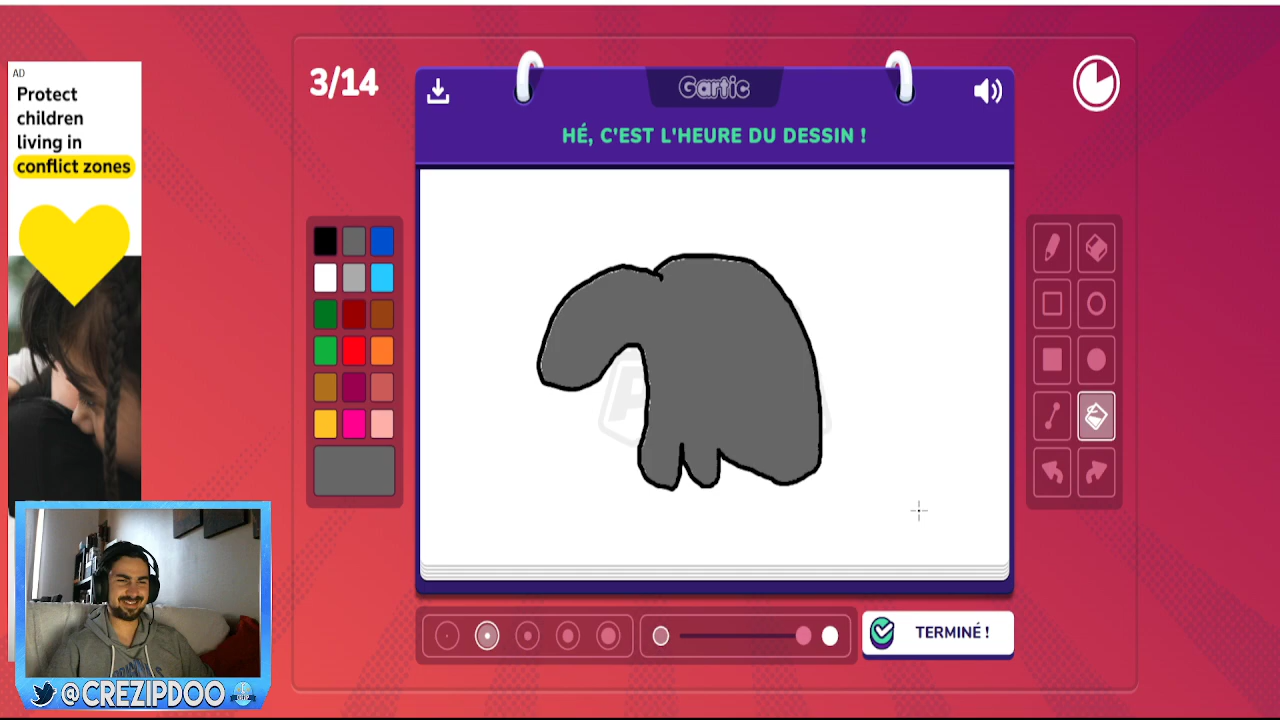 AD
Protect
children
living in
conflict zones
3/14
Gartic
HÉ, C'EST L'HEURE DU DESSIN !
TERMINÉ !
@CREZIPDOO